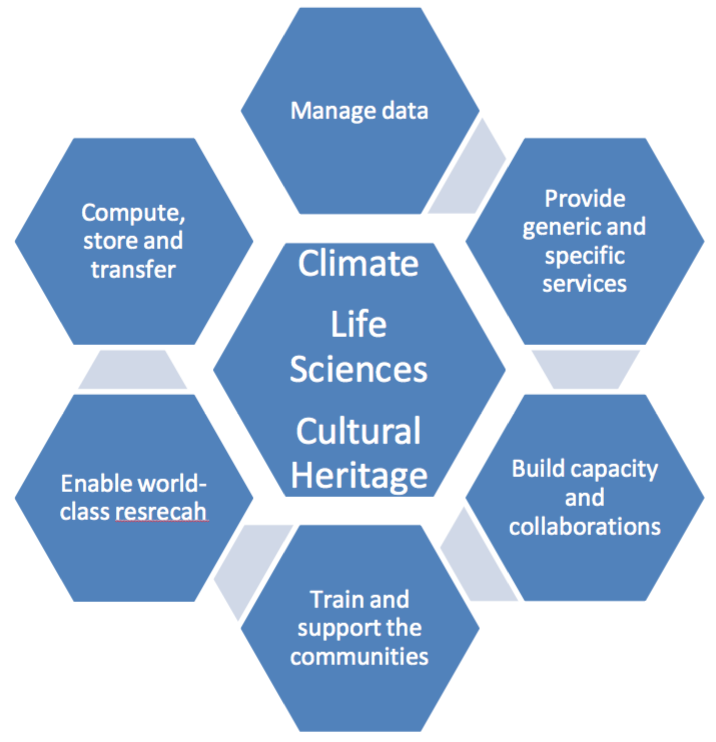 Manage data
Provide
generic and
specific
services
Build capacity
and
collaborations
Train and
support the
communities
Enable world-
class resrecah
Compute,
store and
transfer
Climate
Life
Sciences
Cultural
Heritage